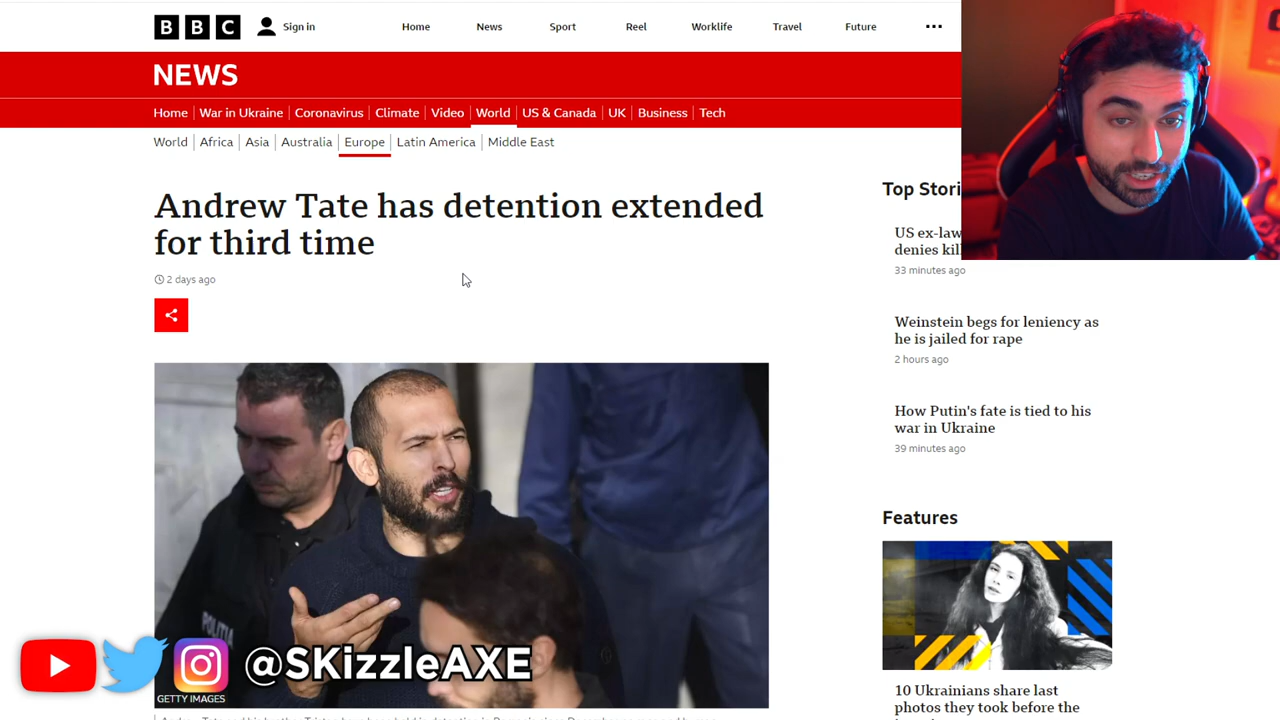 BBC Sign in Home News Sport Reel Worklife Travel Future ...
NEWS
Home War in Ukraine Coronavirus Climate Video World US & Canada UK Business Tech
World Africa Asia Australia Europe Latin America Middle East
Andrew Tate has detention extended
for third time
2 days ago
POLITIA
GETTY IMAGES
@SKizzleAXE
Top Stori
US ex-law
denies kil
33 minutes ago
Weinstein begs for leniency as
he is jailed for rape
2 hours ago
How Putin's fate is tied to his
war in Ukraine
39 minutes ago
Features
10 Ukrainians share last
photos they took before the